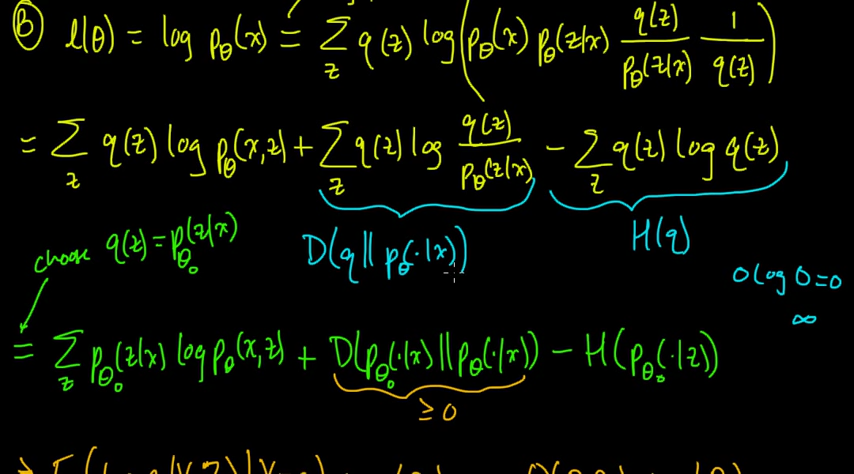 Ⓑ l(θ) = log p_θ(x) = Σ_z q(z) log( p_θ(x) p_θ(z|x) q(z)/p_θ(z|x) 1/q(z) )
= Σ_z q(z) log p_θ(x,z) + Σ_z q(z) log q(z)/p_θ(z|x) − Σ_z q(z) log q(z)
choose q(z) = p_θ₀(z|x)
D(q || p_θ(·|x))
H(q)
0 log 0 = 0
∞
= Σ_z p_θ₀(z|x) log p_θ(x,z) + D(p_θ₀(·|x) || p_θ(·|x)) − H(p_θ₀(·|z))
≥ 0